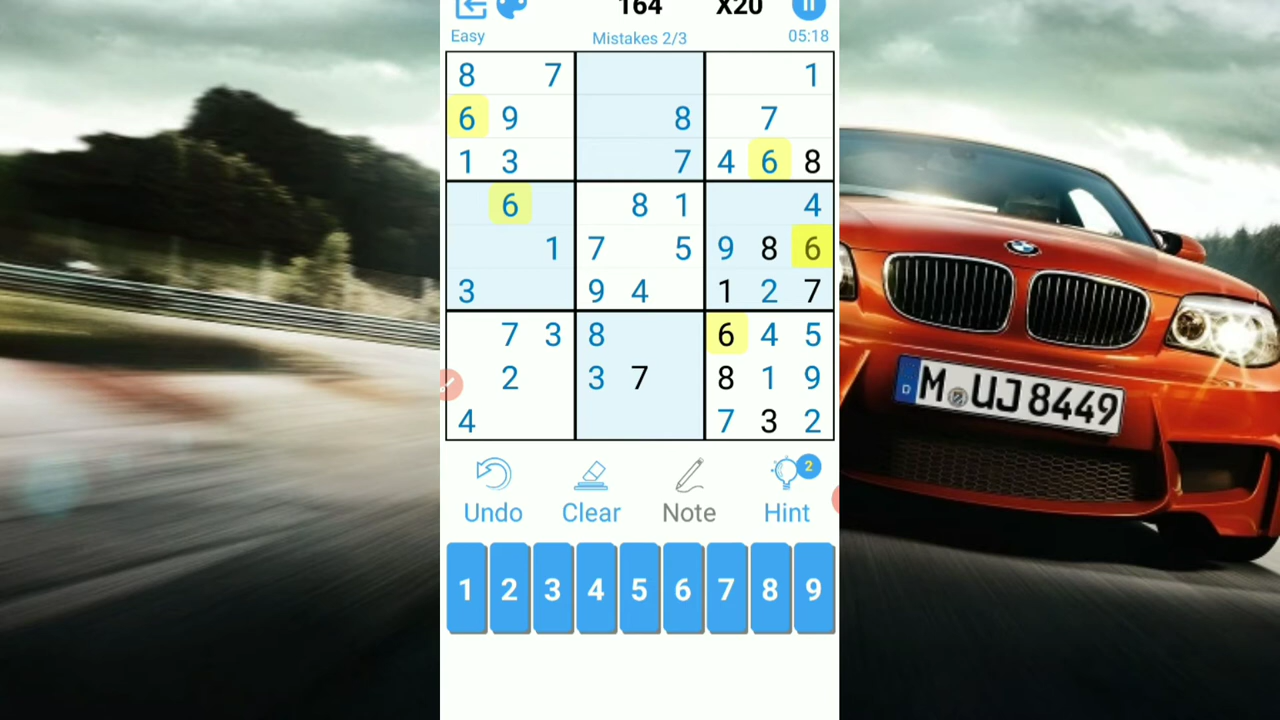 164 X20
Easy Mistakes 2/3 05:18
8 7 1
6 9 8 7
1 3 7 4 6 8
6 8 1 4
1 7 5 9 8 6
3 9 4 1 2 7
7 3 8 6 4 5
2 3 7 8 1 9
4 7 3 2
2
Undo Clear Note Hint
1 2 3 4 5 6 7 8 9
M UJ 8449